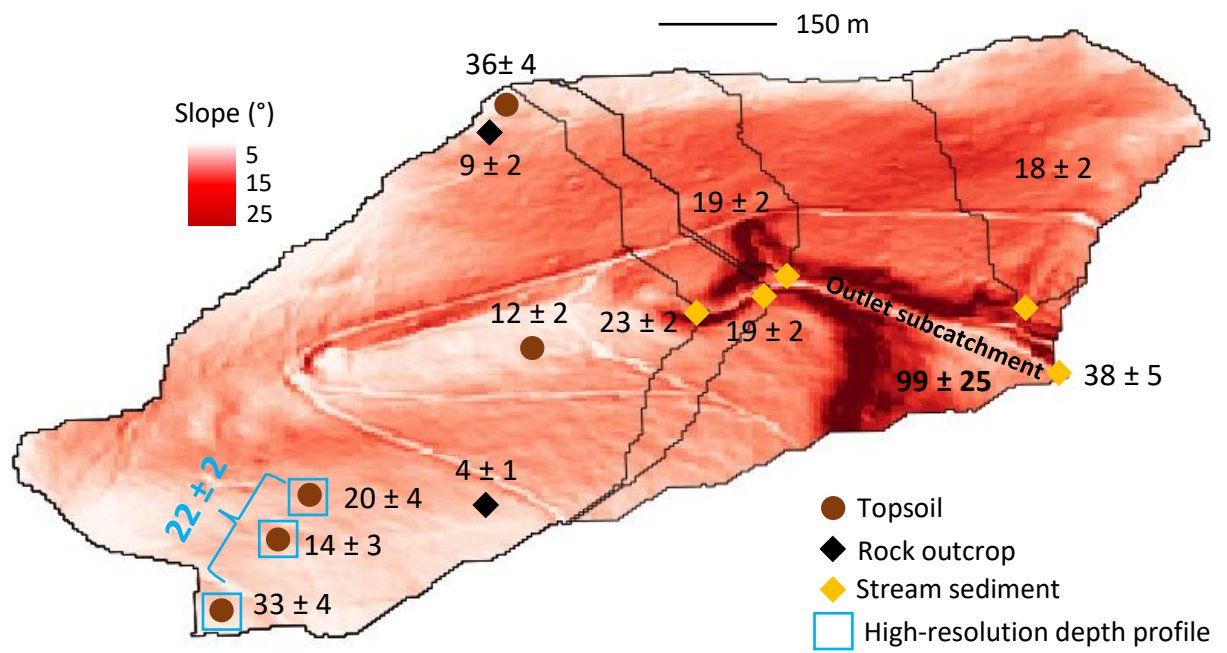 150 m
36± 4
Slope (°)
5
15
25
9 ± 2
18 ± 2
19 ± 2
12 ± 2
23 ± 2
19 ± 2
Outlet subcatchment
99 ± 25
38 ± 5
22 ± 2
4 ± 1
20 ± 4
14 ± 3
33 ± 4
Topsoil
Rock outcrop
Stream sediment
High-resolution depth profile